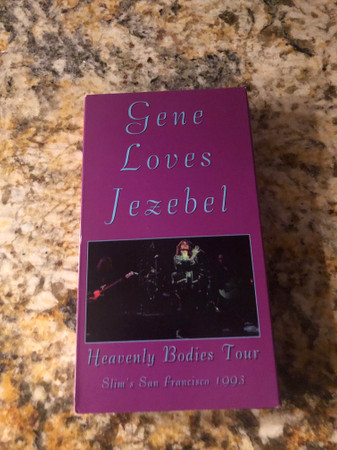 Gene
Loves
Jezebel
Heavenly Bodies Tour
Slim's San Francisco 1993